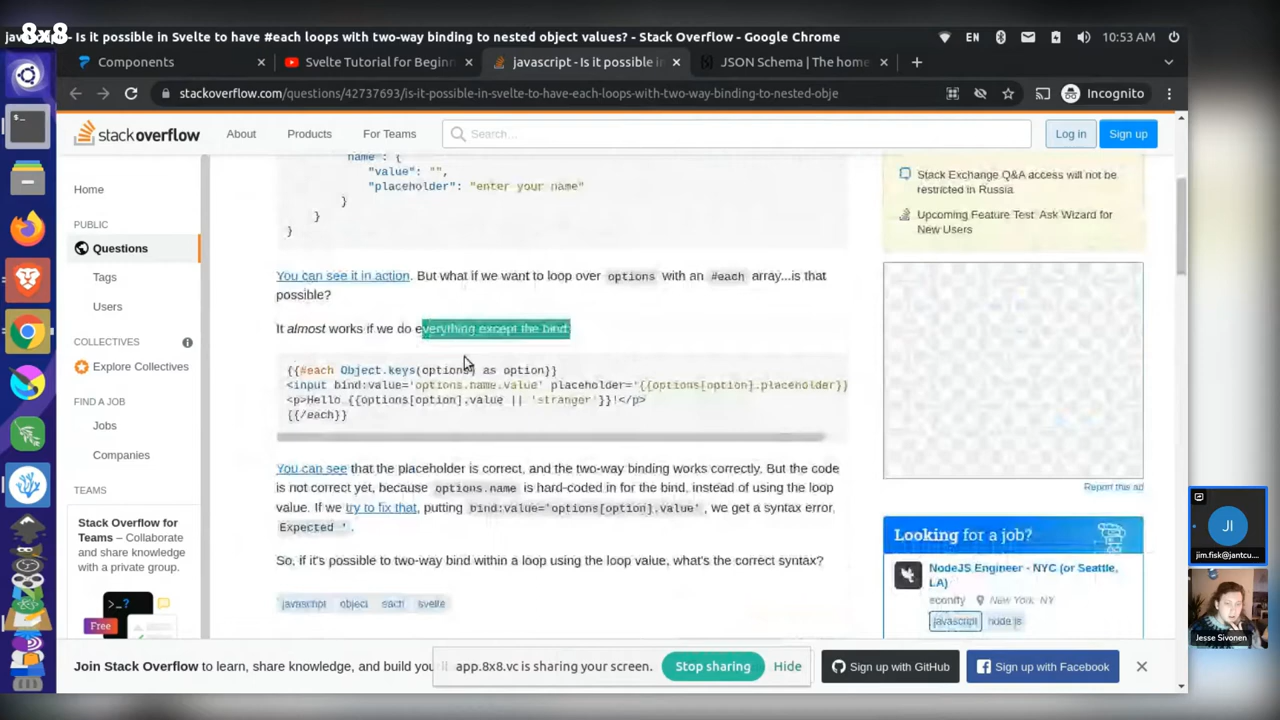 8x8
javascript - Is it possible in Svelte to have #each loops with two-way binding to nested object values? - Stack Overflow - Google Chrome
EN 10:53 AM
Components
Svelte Tutorial for Beginn
javascript - Is it possible in
JSON Schema | The home
stackoverflow.com/questions/42737693/is-it-possible-in-svelte-to-have-each-loops-with-two-way-binding-to-nested-obje
Incognito
stack overflow
About
Products
For Teams
Search...
Log in
Sign up
Home
PUBLIC
Questions
Tags
Users
COLLECTIVES
Explore Collectives
FIND A JOB
Jobs
Companies
TEAMS
Stack Overflow for
Teams – Collaborate
and share knowledge
with a private group.
Free
name": {
"value": "",
"placeholder": "enter your name"
}
}
}
You can see it in action. But what if we want to loop over options with an #each array...is that
possible?
It almost works if we do everything except the bind:
{{#each Object.keys(options) as option}}
<input bind:value='options.name.value' placeholder='{{options[option].placeholder}}
<p>Hello {{options[option].value || 'stranger'}}!</p>
{{/each}}
You can see that the placeholder is correct, and the two-way binding works correctly. But the code
is not correct yet, because options.name is hard-coded in for the bind, instead of using the loop
value. If we try to fix that, putting bind:value='options[option].value', we get a syntax error,
Expected '.
So, if it's possible to two-way bind within a loop using the loop value, what's the correct syntax?
javascript object each svelte
Stack Exchange Q&A access will not be
restricted in Russia
Upcoming Feature Test Ask Wizard for
New Users
Report this ad
Looking for a job?
NodeJS Engineer - NYC (or Seattle,
LA)
New York, NY
javascript node.js
Join Stack Overflow to learn, share knowledge, and build you
app.8x8.vc is sharing your screen.
Stop sharing
Hide
Sign up with GitHub
Sign up with Facebook
JI
jim.fisk@jantcu....
Jesse Sivonen